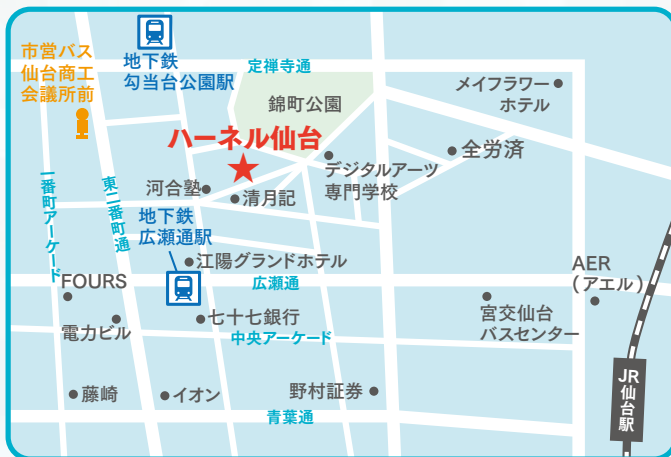 市営バス
仙台商工
会議所前
地下鉄
勾当台公園駅
定禅寺通
錦町公園
メイフラワー
ホテル
ハーネル仙台
デジタルアーツ
専門学校
全労済
一番町アーケード
東二番町通
河合塾
清月記
地下鉄
広瀬通駅
江陽グランドホテル
広瀬通
FOURS
AER
(アエル)
電力ビル
七十七銀行
中央アーケード
宮交仙台
バスセンター
藤崎
イオン
野村証券
青葉通
JR
仙台駅